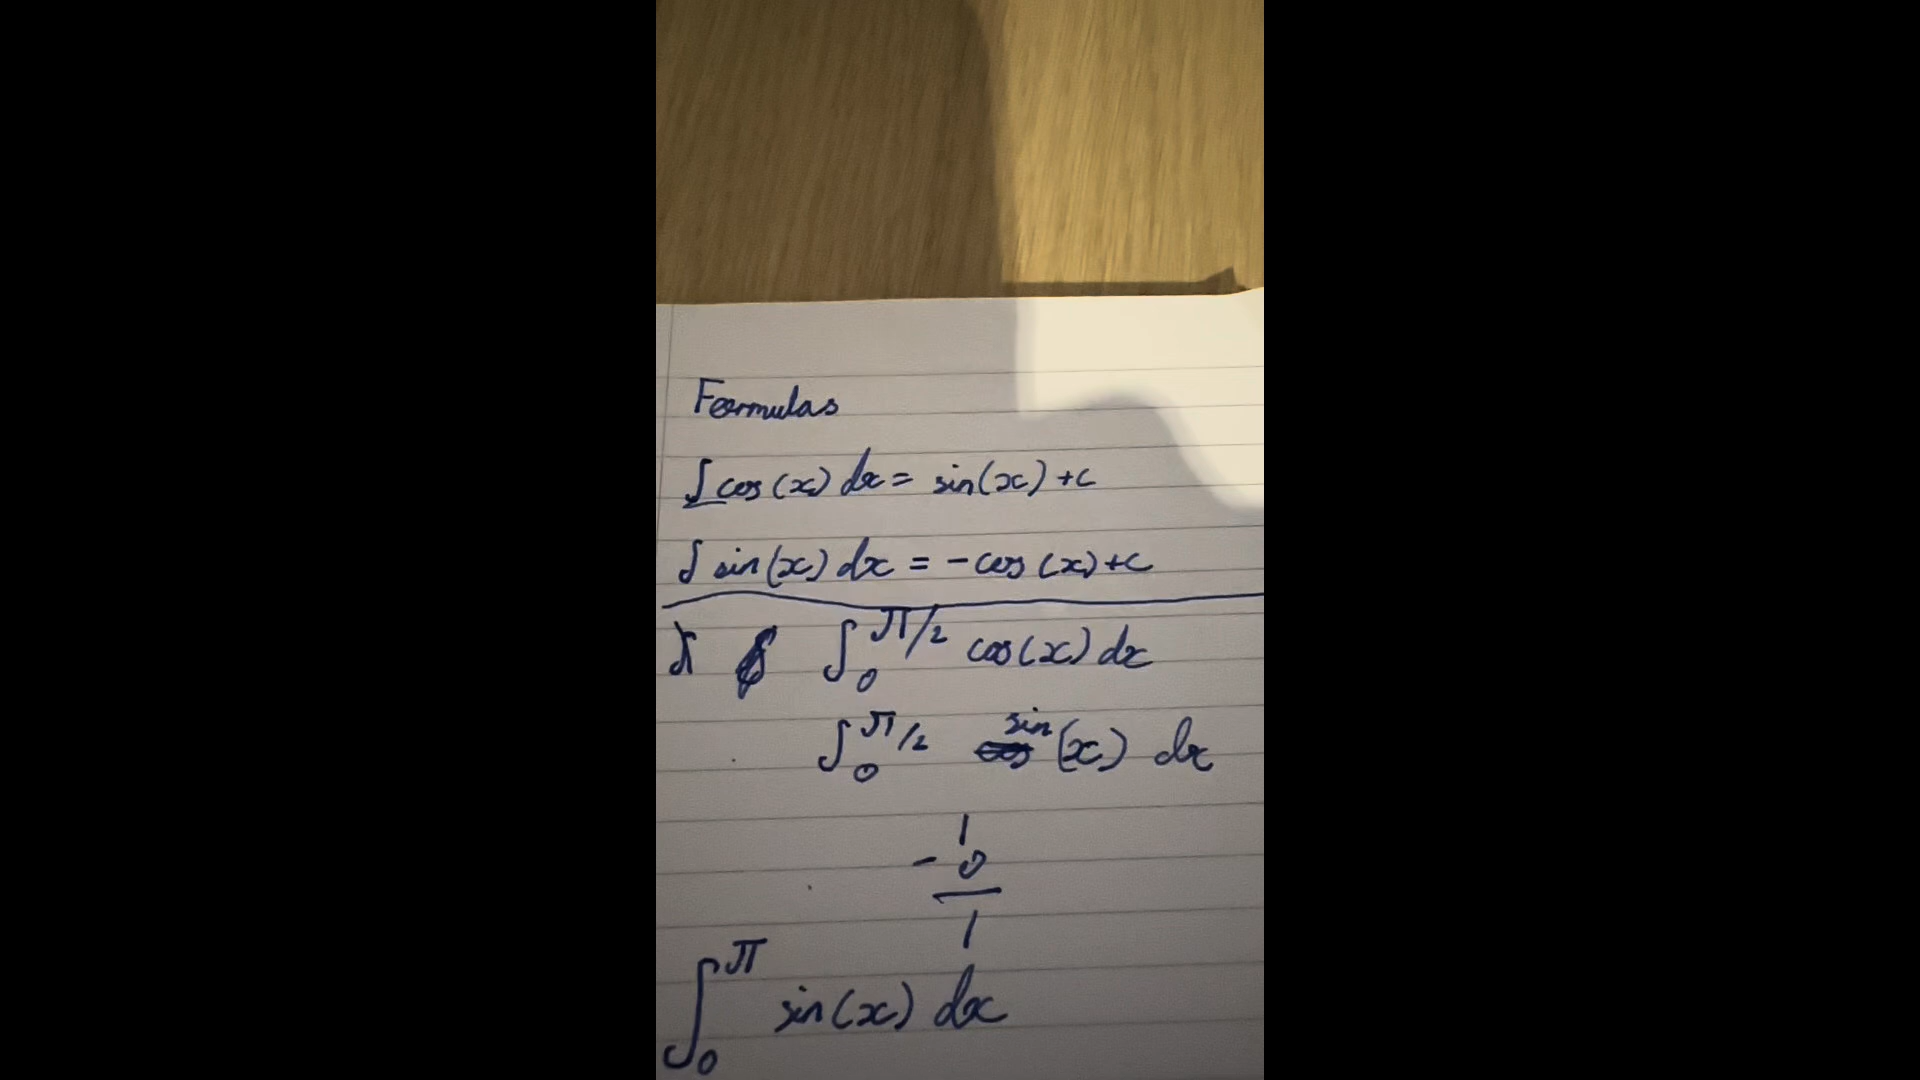 Formulas
∫ cos(x) dx = sin(x) + c
∫ sin(x) dx = -cos(x) + c
∫₀^π/2 cos(x) dx
∫₀^π/2 sin(x) dx
1
- 0
1
∫₀^π sin(x) dx